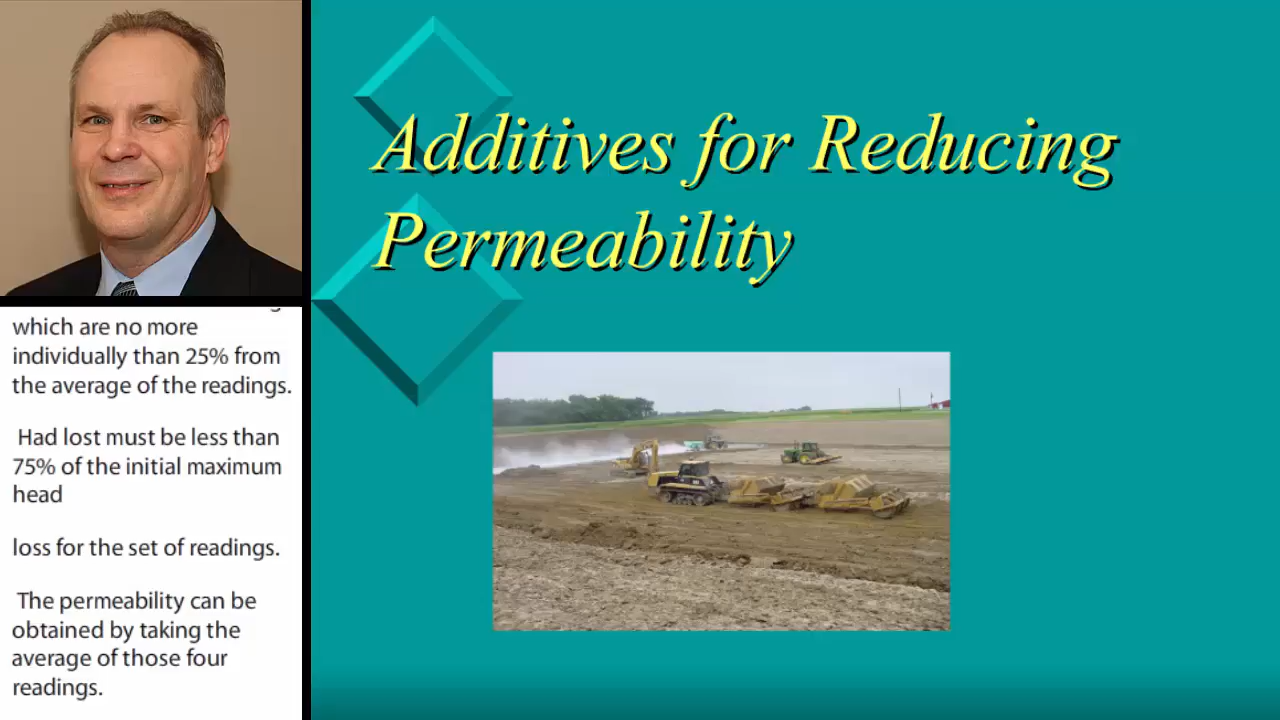 Additives for Reducing
Permeability
which are no more
individually than 25% from
the average of the readings.
Had lost must be less than
75% of the initial maximum
head
loss for the set of readings.
The permeability can be
obtained by taking the
average of those four
readings.